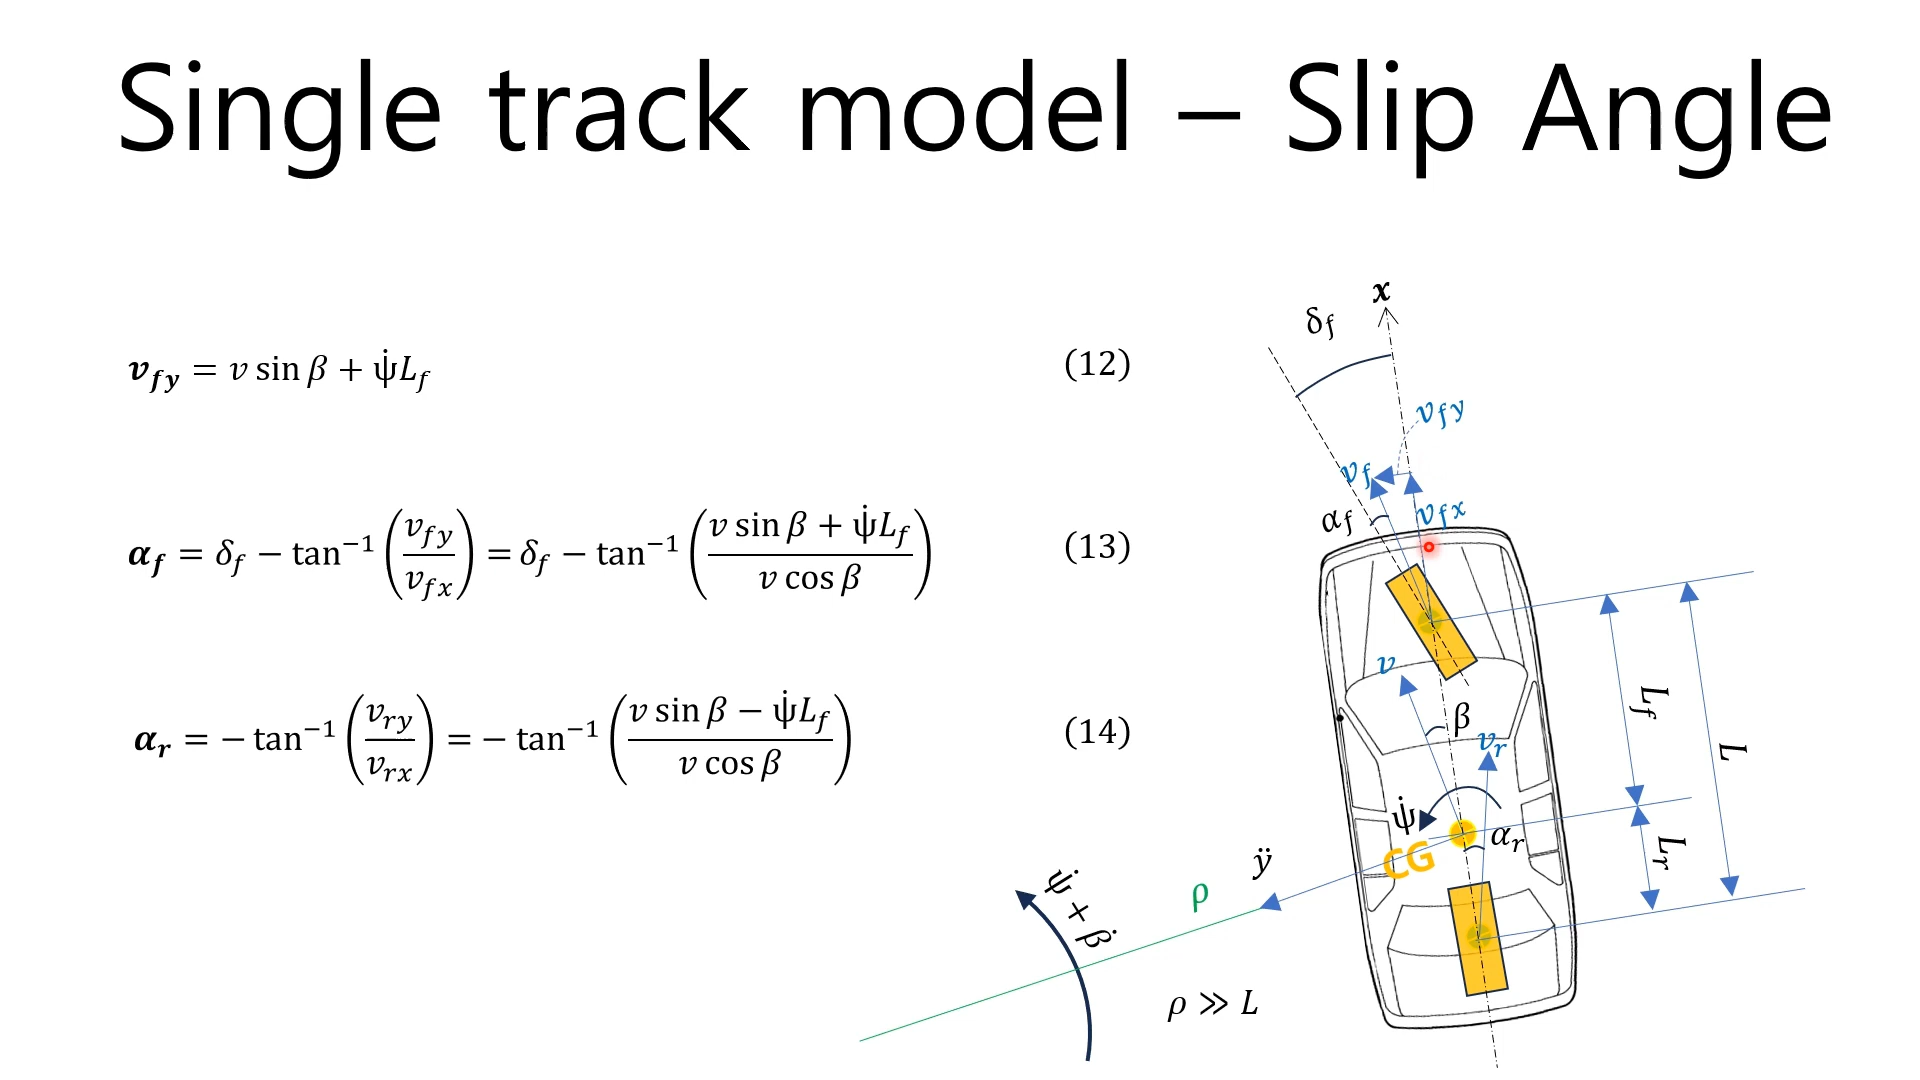 Single track model – Slip Angle
v_fy = v sin β + ψ̇L_f (12)
α_f = δ_f − tan⁻¹(v_fy / v_fx) = δ_f − tan⁻¹((v sin β + ψ̇L_f) / (v cos β)) (13)
α_r = − tan⁻¹(v_ry / v_rx) = − tan⁻¹((v sin β − ψ̇L_f) / (v cos β)) (14)
x
δ_f
v_fy
v_f
α_f
v_fx
v
β
v_r
L_f
L
ψ̇
α_r
L_r
CG
ÿ
ρ
ψ̇ + β̇
ρ ≫ L